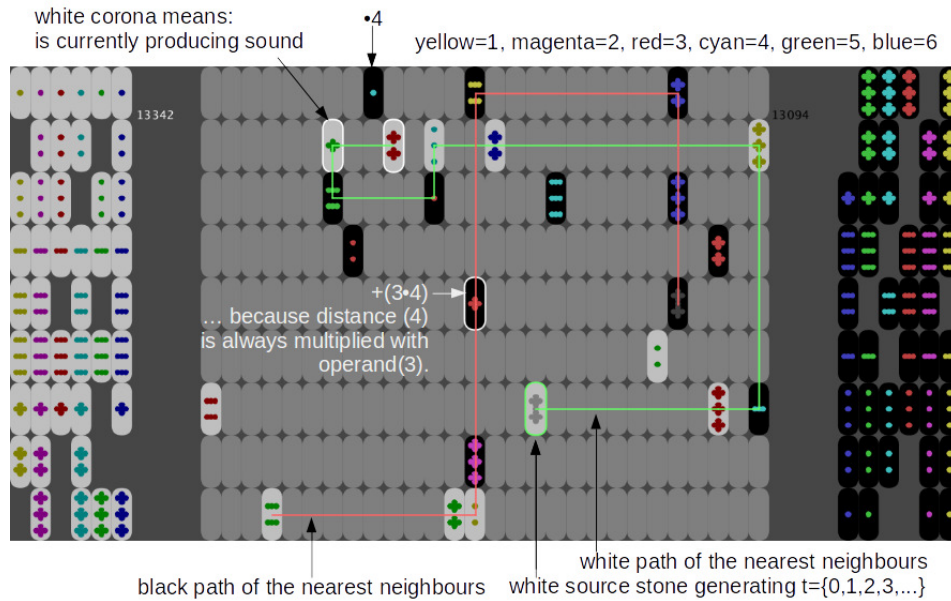 white corona means:
is currently producing sound
•4
yellow=1, magenta=2, red=3, cyan=4, green=5, blue=6
13342
13094
+(3•4)
... because distance (4)
is always multiplied with
operand(3).
white path of the nearest neighbours
black path of the nearest neighbours
white source stone generating t={0,1,2,3,...}